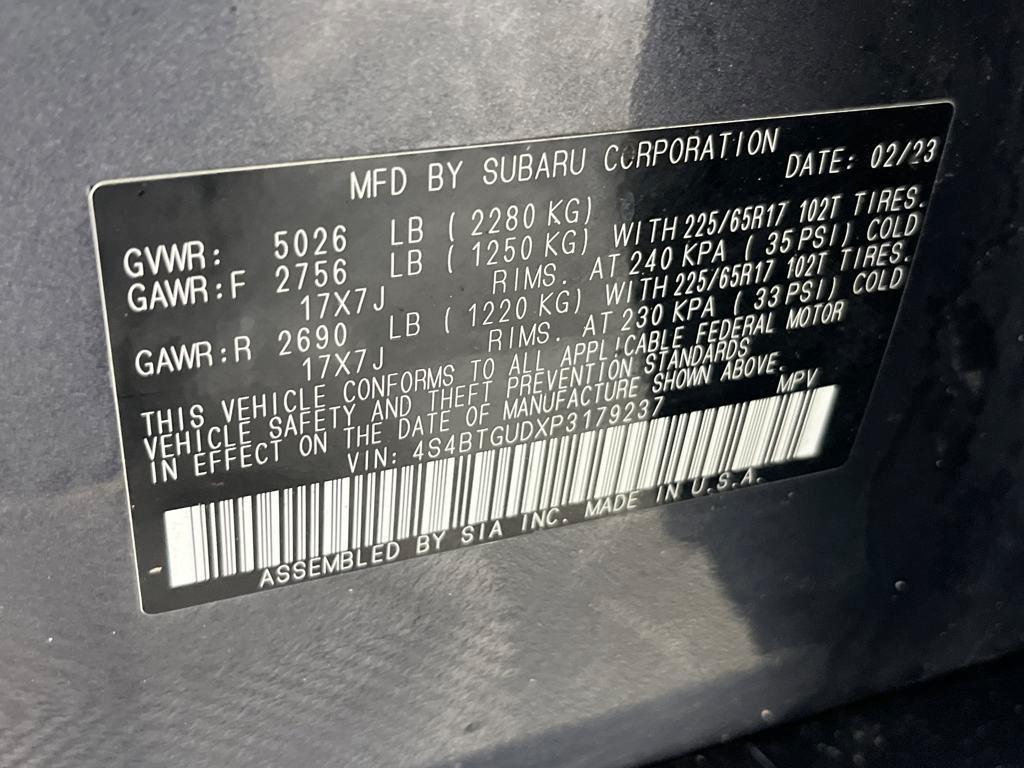 MFD BY SUBARU CORPORATION DATE: 02/23
GVWR: 5026 LB ( 2280 KG)
GAWR:F 2756 LB ( 1250 KG) WITH 225/65R17 102T TIRES.
17X7J RIMS. AT 240 KPA ( 35 PSI) COLD
GAWR:R 2690 LB ( 1220 KG) WITH 225/65R17 102T TIRES.
17X7J RIMS. AT 230 KPA ( 33 PSI) COLD
THIS VEHICLE CONFORMS TO ALL APPLICABLE FEDERAL MOTOR
VEHICLE SAFETY AND THEFT PREVENTION STANDARDS
IN EFFECT ON THE DATE OF MANUFACTURE SHOWN ABOVE.
VIN: 4S4BTGUDXP3179237 MPV
ASSEMBLED BY SIA INC. MADE IN U.S.A.